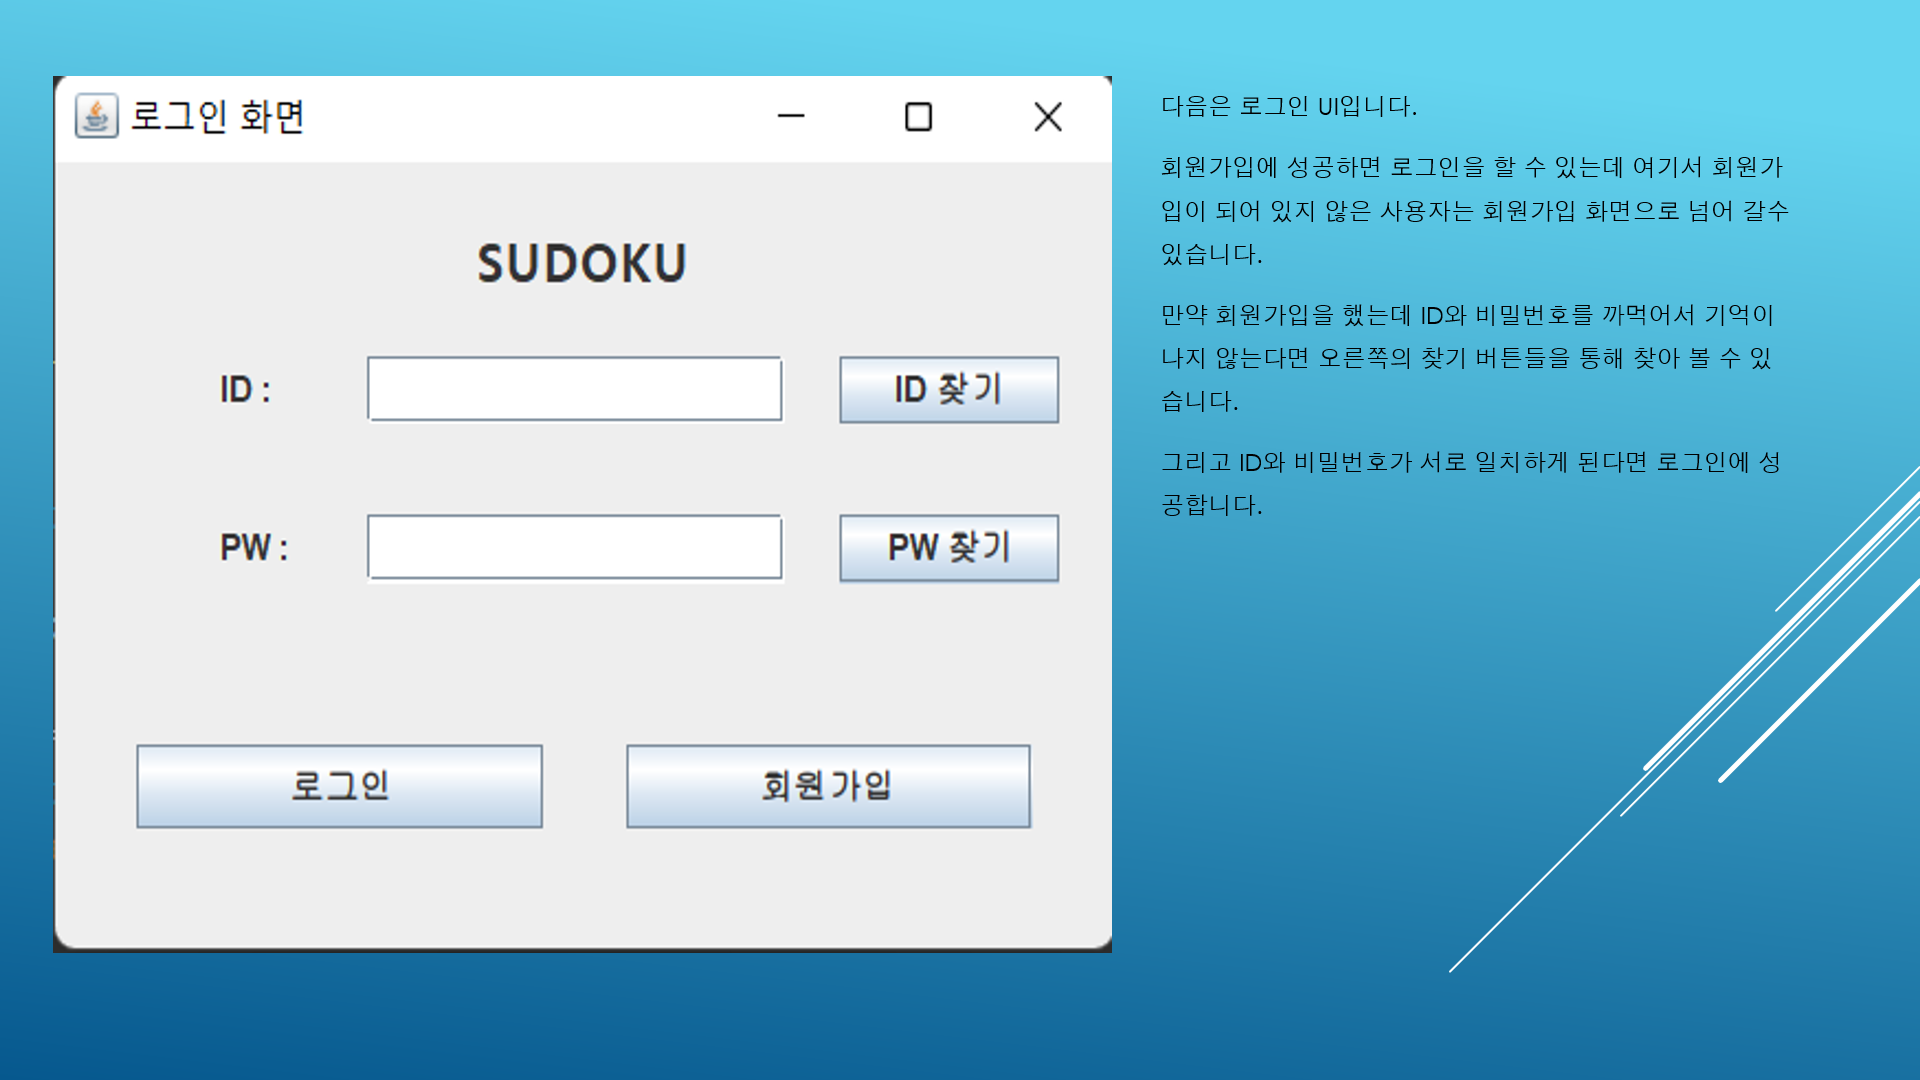 로그인 화면
SUDOKU
ID :
ID 찾기
PW :
PW 찾기
로그인
회원가입
다음은 로그인 UI입니다.
회원가입에 성공하면 로그인을 할 수 있는데 여기서 회원가
입이 되어 있지 않은 사용자는 회원가입 화면으로 넘어 갈수
있습니다.
만약 회원가입을 했는데 ID와 비밀번호를 까먹어서 기억이
나지 않는다면 오른쪽의 찾기 버튼들을 통해 찾아 볼 수 있
습니다.
그리고 ID와 비밀번호가 서로 일치하게 된다면 로그인에 성
공합니다.